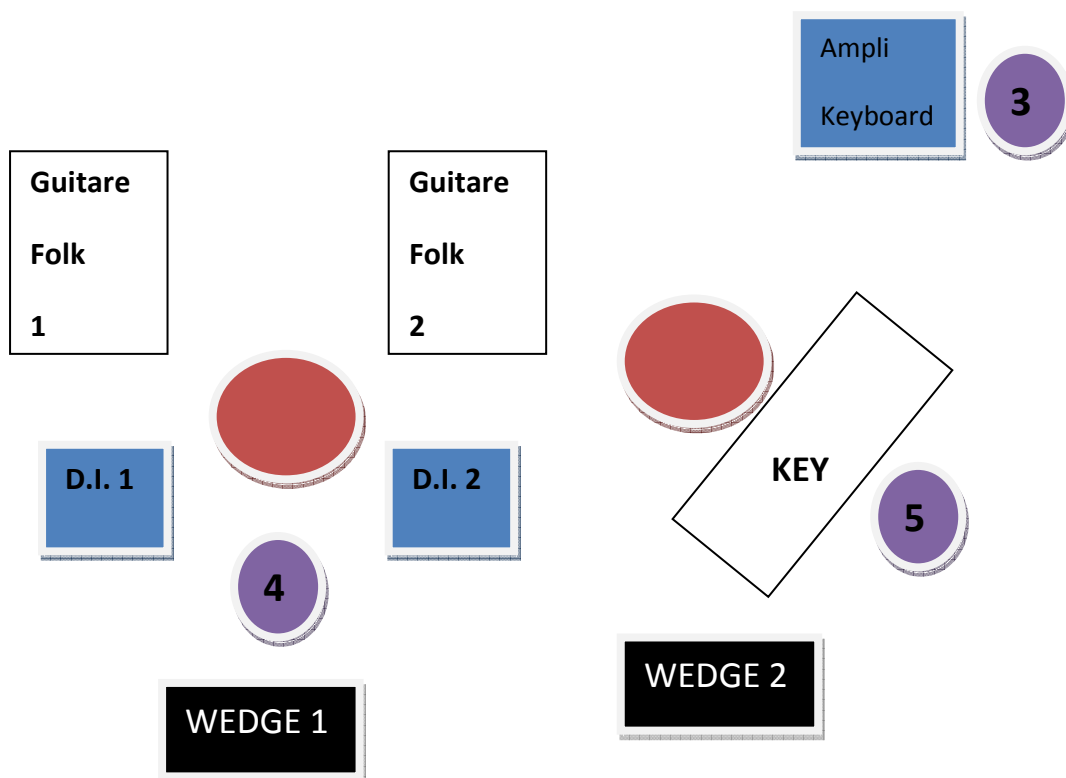 Ampli
Keyboard
3
Guitare
Folk
1
Guitare
Folk
2
D.I. 1
D.I. 2
KEY
5
4
WEDGE 1
WEDGE 2